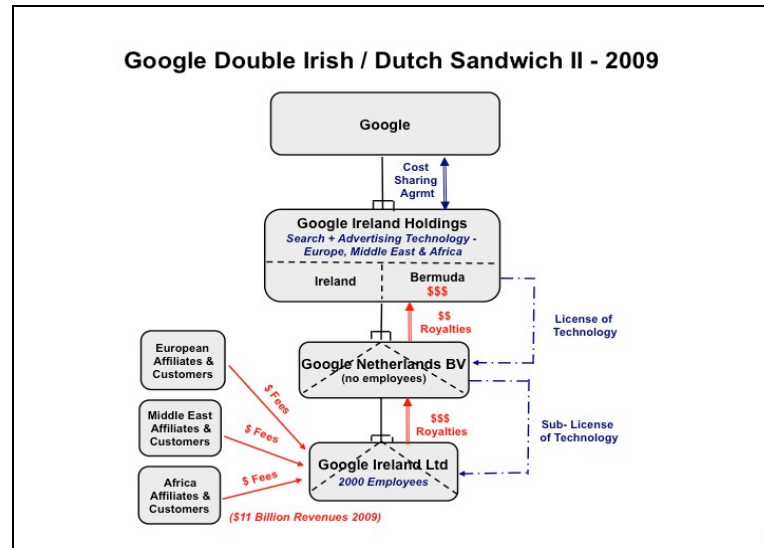 Google Double Irish / Dutch Sandwich II - 2009
Google
Cost
Sharing
Agrmt
Google Ireland Holdings
Search + Advertising Technology -
Europe, Middle East & Africa
Ireland
Bermuda
$$$
$$
Royalties
License of
Technology
European
Affiliates &
Customers
Google Netherlands BV
(no employees)
$ Fees
Middle East
Affiliates &
Customers
$ Fees
$$$
Royalties
Sub- License
of Technology
Google Ireland Ltd
2000 Employees
Africa
Affiliates &
Customers
$ Fees
($11 Billion Revenues 2009)